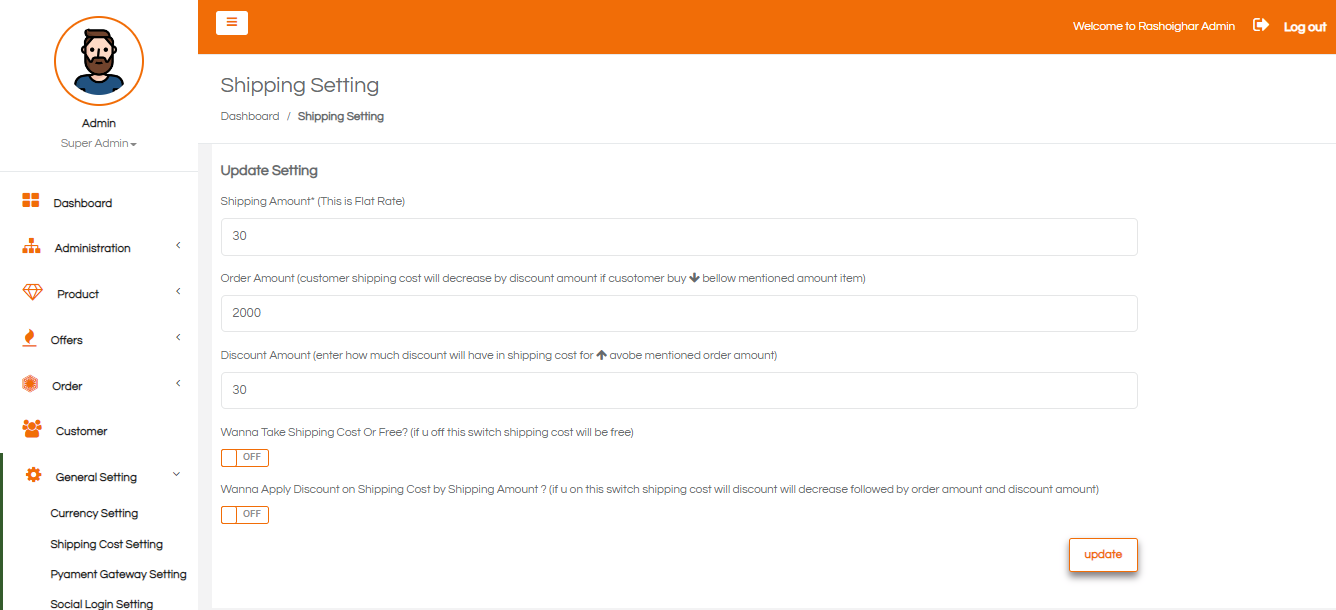 Welcome to Rashoighar Admin
Log out
Admin
Super Admin
Dashboard
Administration
Product
Offers
Order
Customer
General Setting
Currency Setting
Shipping Cost Setting
Pyament Gateway Setting
Social Login Setting
Shipping Setting
Dashboard / Shipping Setting
Update Setting
Shipping Amount* (This is Flat Rate)
30
Order Amount (customer shipping cost will decrease by discount amount if cusotomer buy ↓ bellow mentioned amount item)
2000
Discount Amount (enter how much discount will have in shipping cost for ↑ avobe mentioned order amount)
30
Wanna Take Shipping Cost Or Free? (if u off this switch shipping cost will be free)
OFF
Wanna Apply Discount on Shipping Cost by Shipping Amount ? (if u on this switch shipping cost will discount will decrease followed by order amount and discount amount)
OFF
update